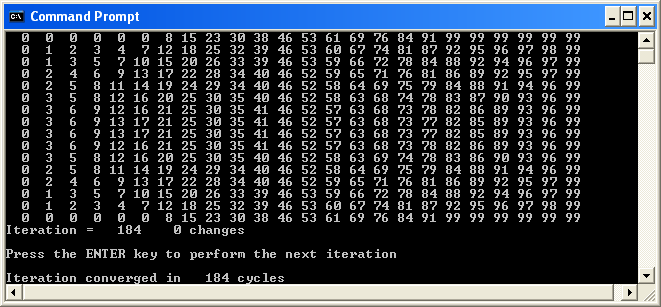 Command Prompt
0 0 0 0 0 0 8 15 23 30 38 46 53 61 69 76 84 91 99 99 99 99 99 99
0 1 2 3 4 7 12 18 25 32 39 46 53 60 67 74 81 87 92 95 96 97 98 99
0 1 3 5 7 10 15 20 26 33 39 46 53 59 66 72 78 84 88 92 94 96 97 99
0 2 4 6 9 13 17 22 28 34 40 46 52 59 65 71 76 81 86 89 92 95 97 99
0 2 5 8 11 14 19 24 29 34 40 46 52 58 64 69 75 79 84 88 91 94 96 99
0 3 5 8 12 16 20 25 30 35 40 46 52 58 63 68 74 78 83 87 90 93 96 99
0 3 6 9 12 16 21 25 30 35 41 46 52 57 63 68 73 78 82 86 89 93 96 99
0 3 6 9 13 17 21 25 30 35 41 46 52 57 63 68 73 77 82 85 89 93 96 99
0 3 6 9 13 17 21 25 30 35 41 46 52 57 63 68 73 77 82 85 89 93 96 99
0 3 6 9 12 16 21 25 30 35 41 46 52 57 63 68 73 78 82 86 89 93 96 99
0 3 5 8 12 16 20 25 30 35 40 46 52 58 63 69 74 78 83 86 90 93 96 99
0 2 5 8 11 14 19 24 29 34 40 46 52 58 64 69 75 79 84 88 91 94 96 99
0 2 4 6 9 13 17 22 28 34 40 46 52 59 65 71 76 81 86 89 92 95 97 99
0 1 3 5 7 10 15 20 26 33 39 46 53 59 66 72 78 84 88 92 94 96 97 99
0 1 2 3 4 7 12 18 25 32 39 46 53 60 67 74 81 87 92 95 96 97 98 99
0 0 0 0 0 0 8 15 23 30 38 46 53 61 69 76 84 91 99 99 99 99 99 99
Iteration = 184 0 changes
Press the ENTER key to perform the next iteration
Iteration converged in 184 cycles